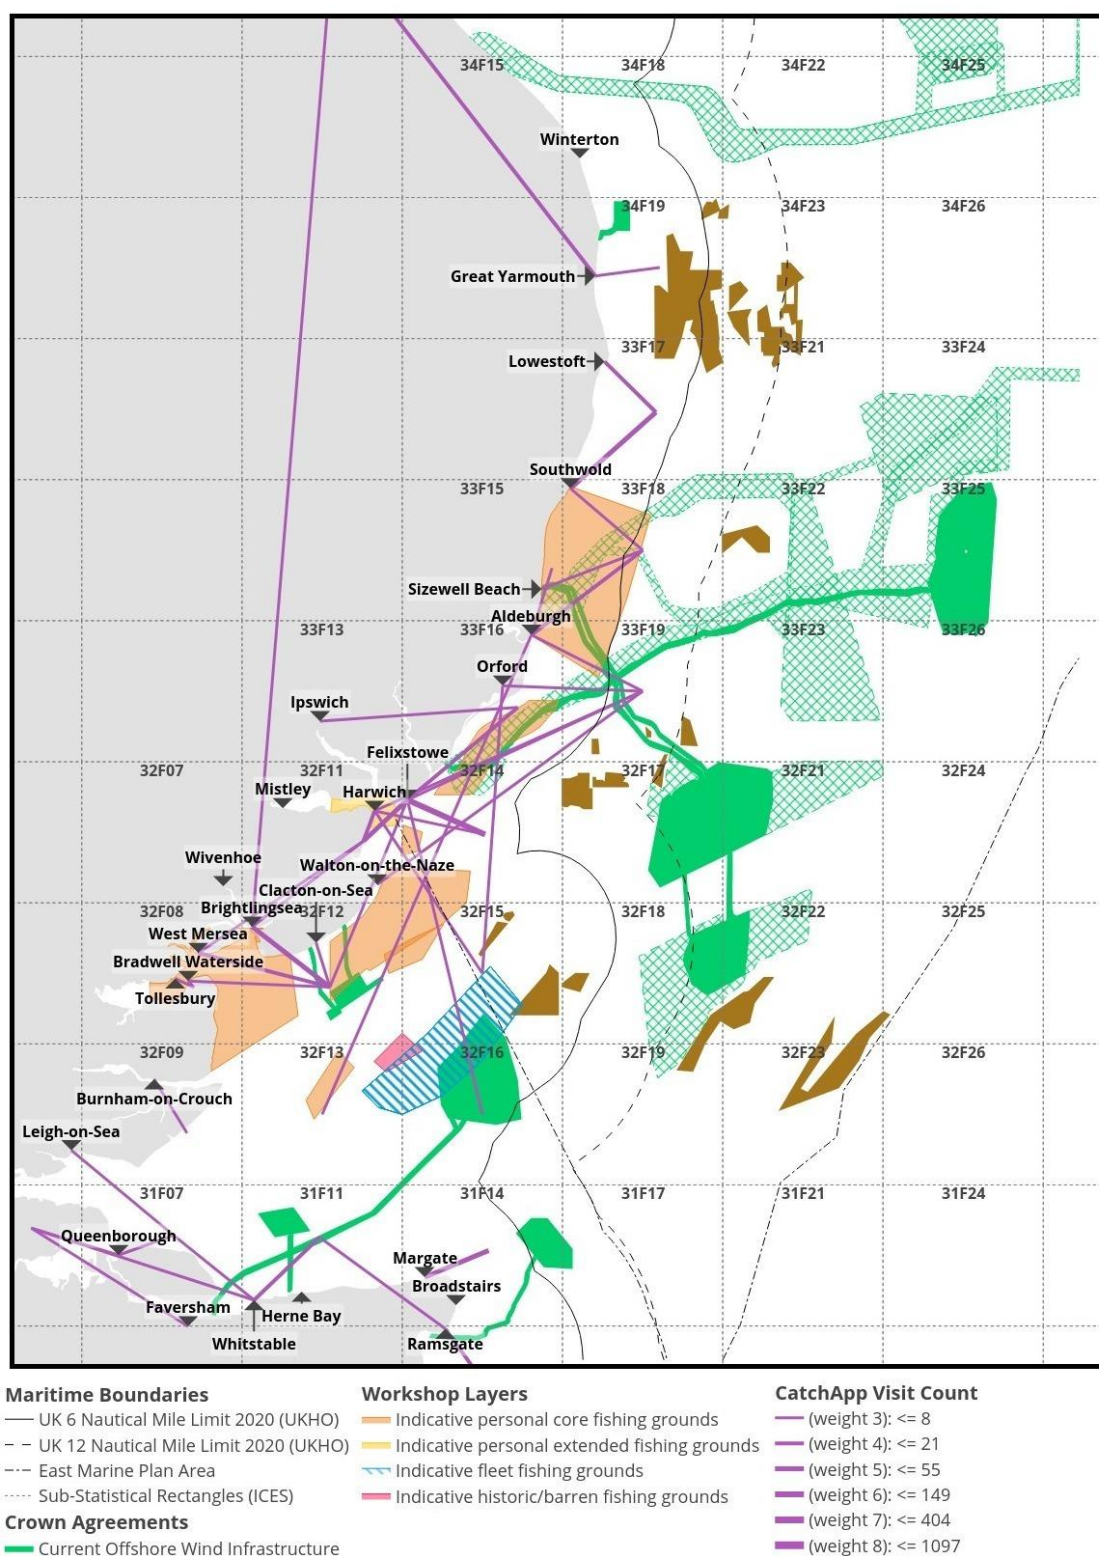 34F15
34F18
34F22
34F25
Winterton
34F19
34F23
34F26
Great Yarmouth
33F17
33F21
33F24
Lowestoft
Southwold
33F15
33F18
33F22
33F25
Sizewell Beach
Aldeburgh
33F13
33F16
33F19
33F23
33F26
Orford
Ipswich
Felixstowe
32F07
32F11
32F14
32F17
32F21
32F24
Mistley
Harwich
Wivenhoe
Walton-on-the-Naze
Clacton-on-Sea
Brightlingsea
32F08
32F12
32F15
32F18
32F22
32F25
West Mersea
Bradwell Waterside
Tollesbury
32F09
32F13
32F16
32F19
32F23
32F26
Burnham-on-Crouch
Leigh-on-Sea
31F07
31F11
31F14
31F17
31F21
31F24
Queenborough
Margate
Broadstairs
Faversham
Herne Bay
Whitstable
Ramsgate
Maritime Boundaries
UK 6 Nautical Mile Limit 2020 (UKHO)
UK 12 Nautical Mile Limit 2020 (UKHO)
East Marine Plan Area
Sub-Statistical Rectangles (ICES)
Crown Agreements
Current Offshore Wind Infrastructure
Workshop Layers
Indicative personal core fishing grounds
Indicative personal extended fishing grounds
Indicative fleet fishing grounds
Indicative historic/barren fishing grounds
CatchApp Visit Count
(weight 3): <= 8
(weight 4): <= 21
(weight 5): <= 55
(weight 6): <= 149
(weight 7): <= 404
(weight 8): <= 1097